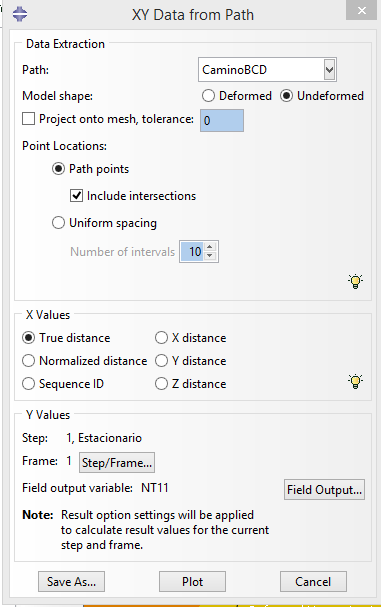 XY Data from Path
Data Extraction
Path: CaminoBCD
Model shape: Deformed Undeformed
Project onto mesh, tolerance: 0
Point Locations:
Path points
Include intersections
Uniform spacing
Number of intervals 10
X Values
True distance X distance
Normalized distance Y distance
Sequence ID Z distance
Y Values
Step: 1, Estacionario
Frame: 1 Step/Frame...
Field output variable: NT11 Field Output...
Note: Result option settings will be applied
to calculate result values for the current
step and frame.
Save As... Plot Cancel